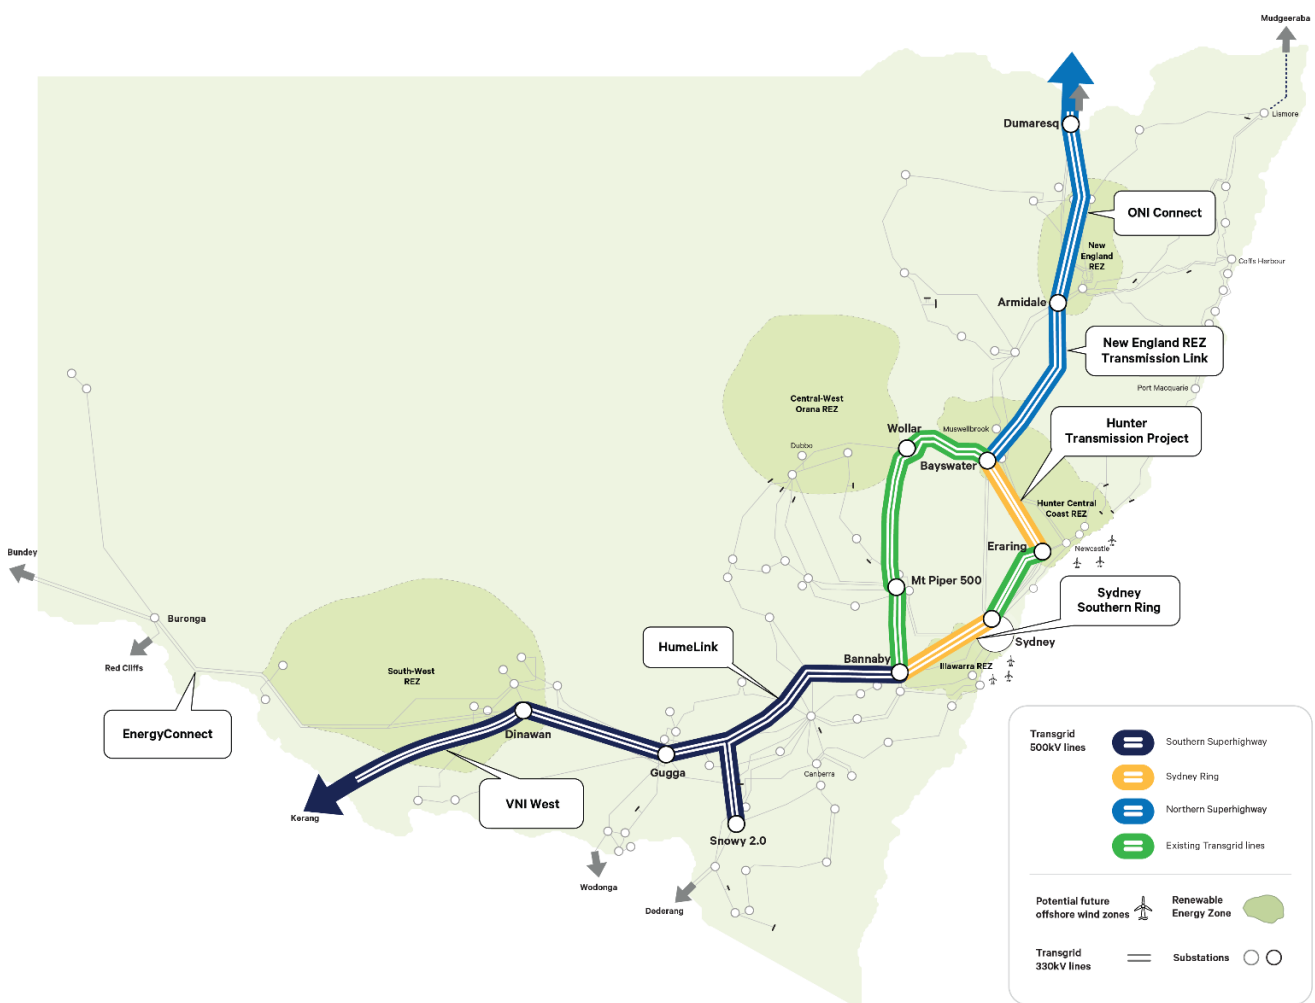 Mudgeeraba
Lismore
Dumaresq
ONI Connect
New
England
REZ
Coffs Harbour
Armidale
New England REZ
Transmission Link
Port Macquarie
Central-West
Orana REZ
Hunter
Transmission Project
Wollar
Muswellbrook
Dubbo
Bayswater
Hunter Central
Coast REZ
Eraring
Newcastle
Bundey
Mt Piper 500
Sydney
Southern Ring
Buronga
Red Cliffs
HumeLink
Sydney
Bannaby
Illawarra REZ
South-West
REZ
EnergyConnect
Dinawan
Gugga
Canberra
VNI West
Kerang
Snowy 2.0
Wodonga
Dederang
Transgrid
500kV lines
Southern Superhighway
Sydney Ring
Northern Superhighway
Existing Transgrid lines
Potential future
offshore wind zones
Renewable
Energy Zone
Transgrid
330kV lines
Substations